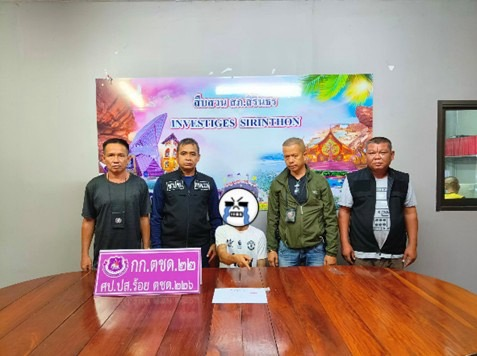 สืบสวน สภ.สิรินธร
INVESTIGES SIRINTHON
กก.ตชด.๒๒
ศป.ปส.ร้อย ตชด.๒๒๖